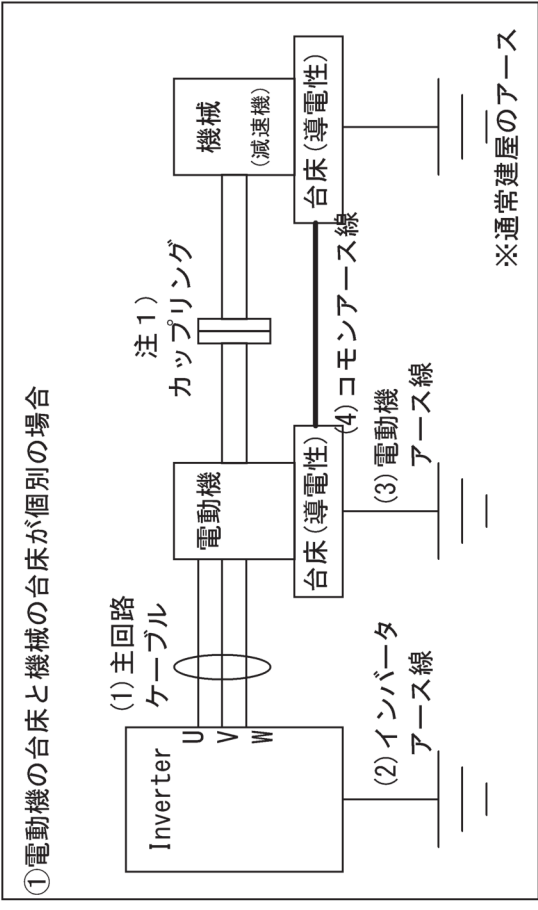 ①電動機の台床と機械の台床が個別の場合
Inverter
U
V
W
(1)主回路
ケーブル
電動機
注1)
カップリング
機械
(減速機)
台床(導電性)
台床(導電性)
(4)コモンアース線
(2)インバータ
アース線
(3)電動機
アース線
※通常建屋のアース